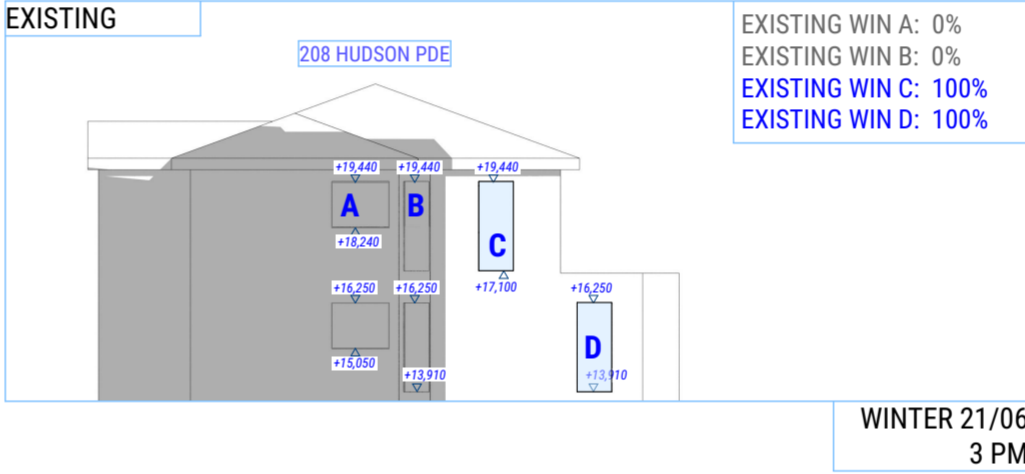 EXISTING
208 HUDSON PDE
EXISTING WIN A: 0%
EXISTING WIN B: 0%
EXISTING WIN C: 100%
EXISTING WIN D: 100%
+19,440 +19,440 +19,440
A B C
+18,240
+17,100
+16,250 +16,250 +16,250
D
+15,050
+13,910 +13,910
WINTER 21/06
3 PM